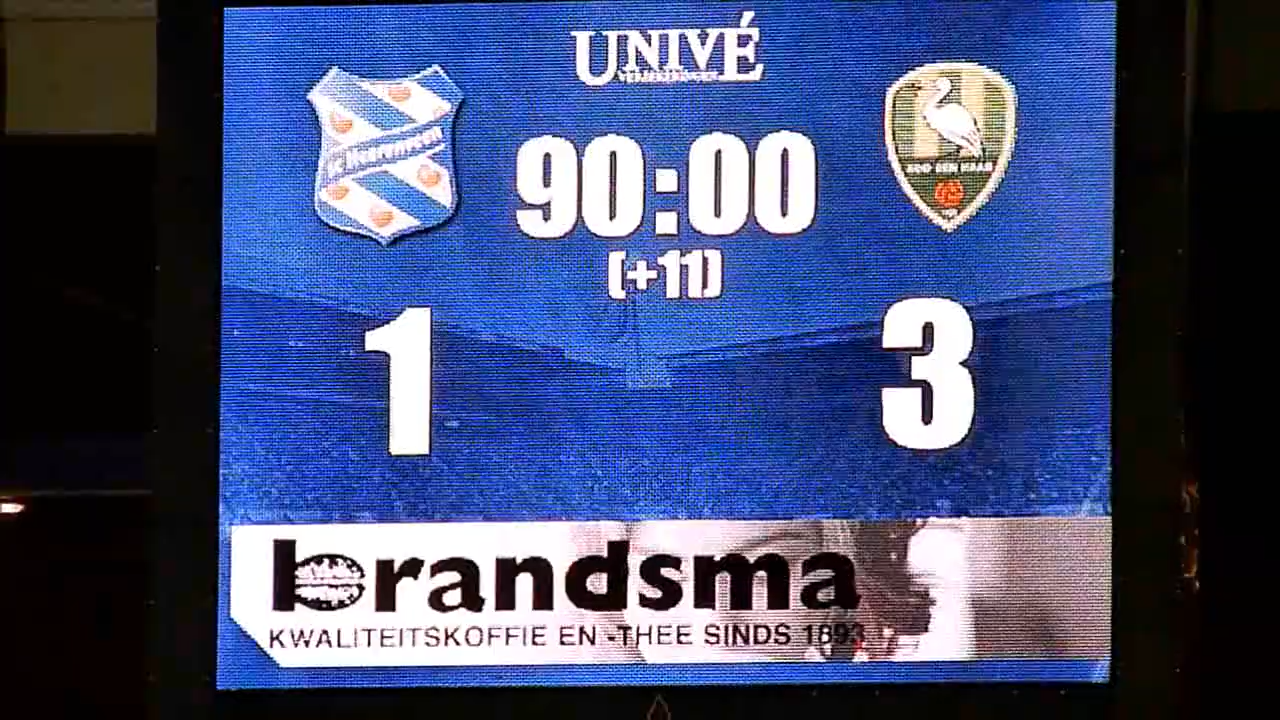 UNIVÉ
90:00
(+11)
1
3
brandsma
KWALITEITSKOFFIE EN -THEE SINDS 1893